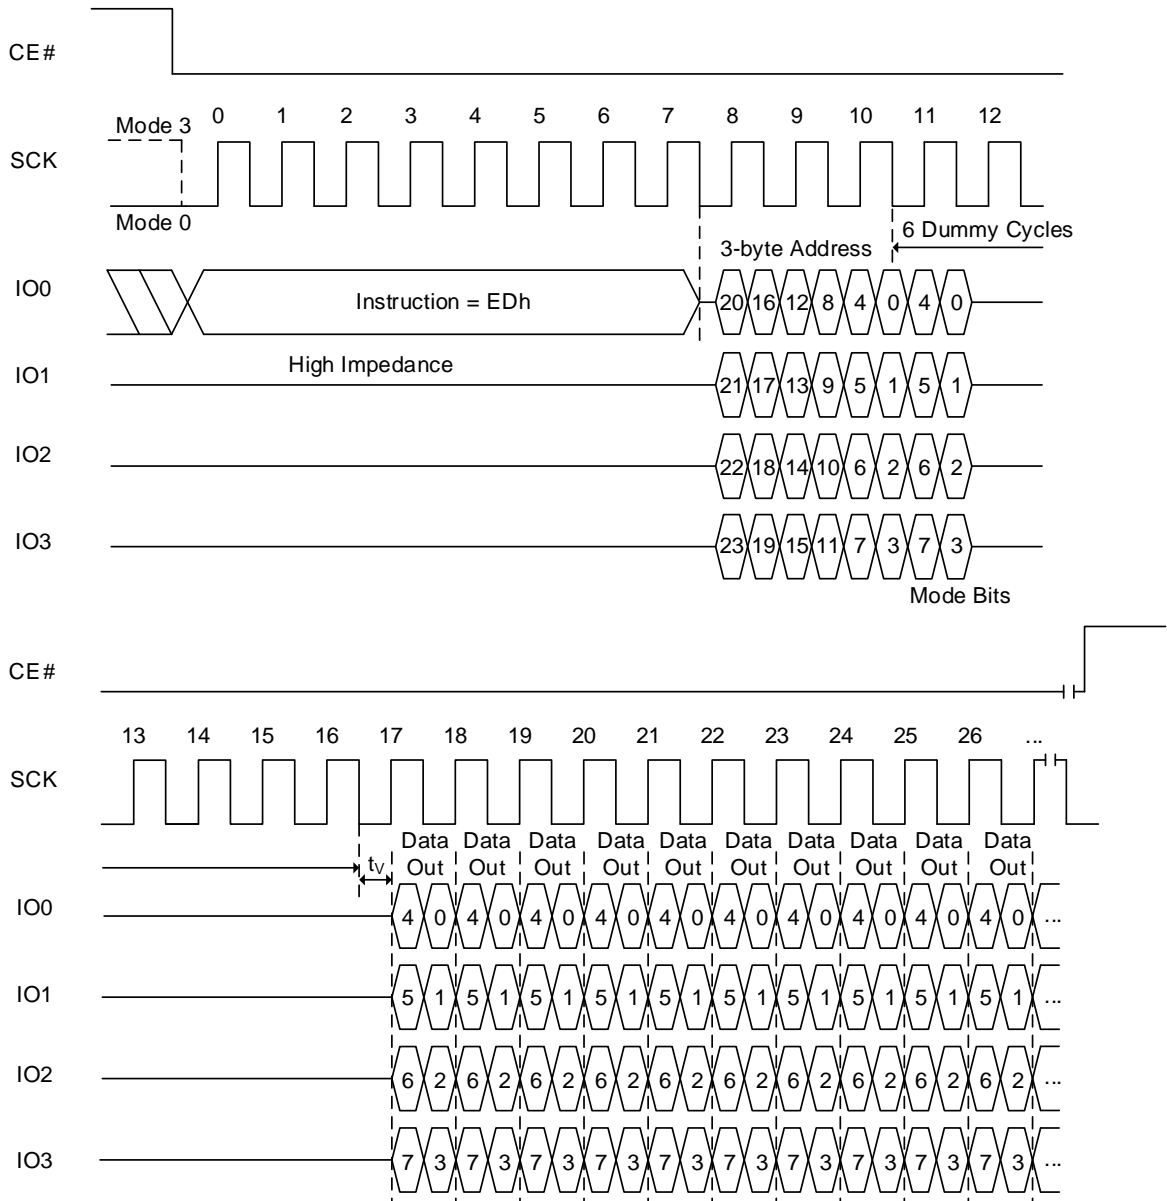 CE#
Mode 3 0 1 2 3 4 5 6 7 8 9 10 11 12
SCK
Mode 0
6 Dummy Cycles
3-byte Address
IO0 Instruction = EDh 20 16 12 8 4 0 4 0
High Impedance
IO1 21 17 13 9 5 1 5 1
IO2 22 18 14 10 6 2 6 2
IO3 23 19 15 11 7 3 7 3
Mode Bits
CE#
13 14 15 16 17 18 19 20 21 22 23 24 25 26 ...
SCK
Data Data Data Data Data Data Data Data Data Data
tV Out Out Out Out Out Out Out Out Out Out
IO0 4 0 4 0 4 0 4 0 4 0 4 0 4 0 4 0 4 0 4 0 ...
IO1 5 1 5 1 5 1 5 1 5 1 5 1 5 1 5 1 5 1 5 1 ...
IO2 6 2 6 2 6 2 6 2 6 2 6 2 6 2 6 2 6 2 6 2 ...
IO3 7 3 7 3 7 3 7 3 7 3 7 3 7 3 7 3 7 3 7 3 ...